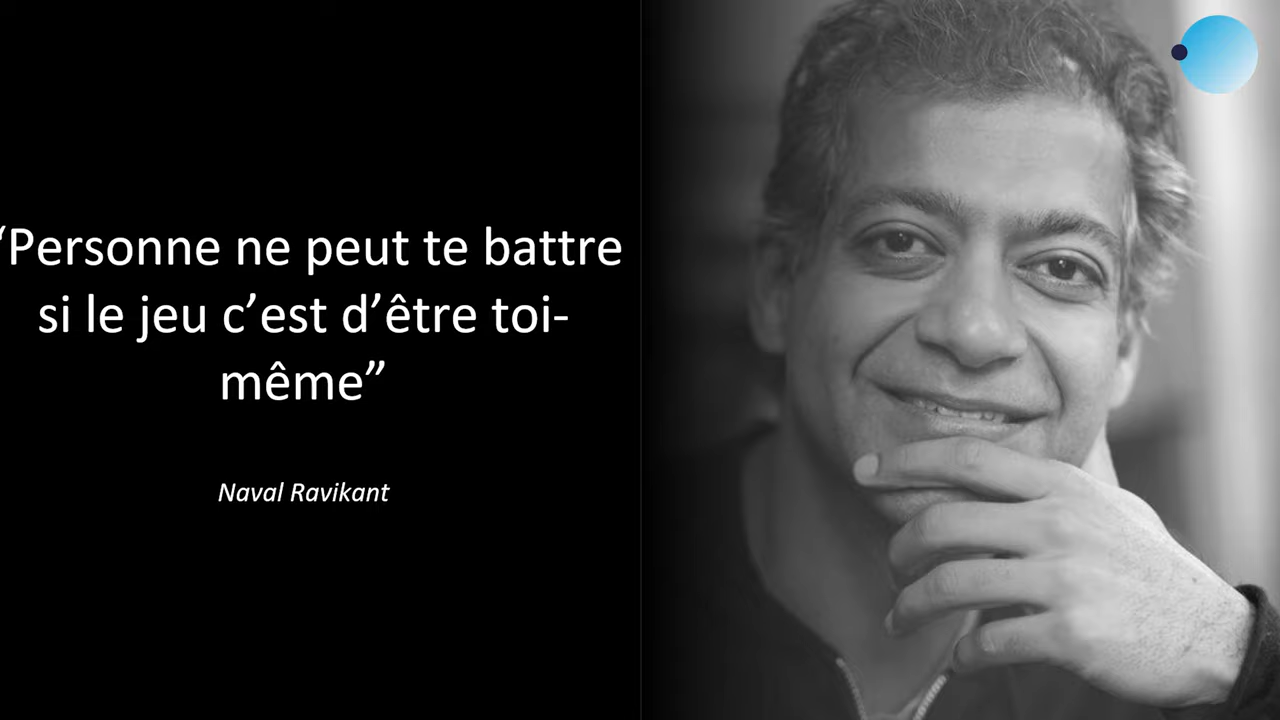 “Personne ne peut te battre
si le jeu c’est d’être toi-
même”
Naval Ravikant